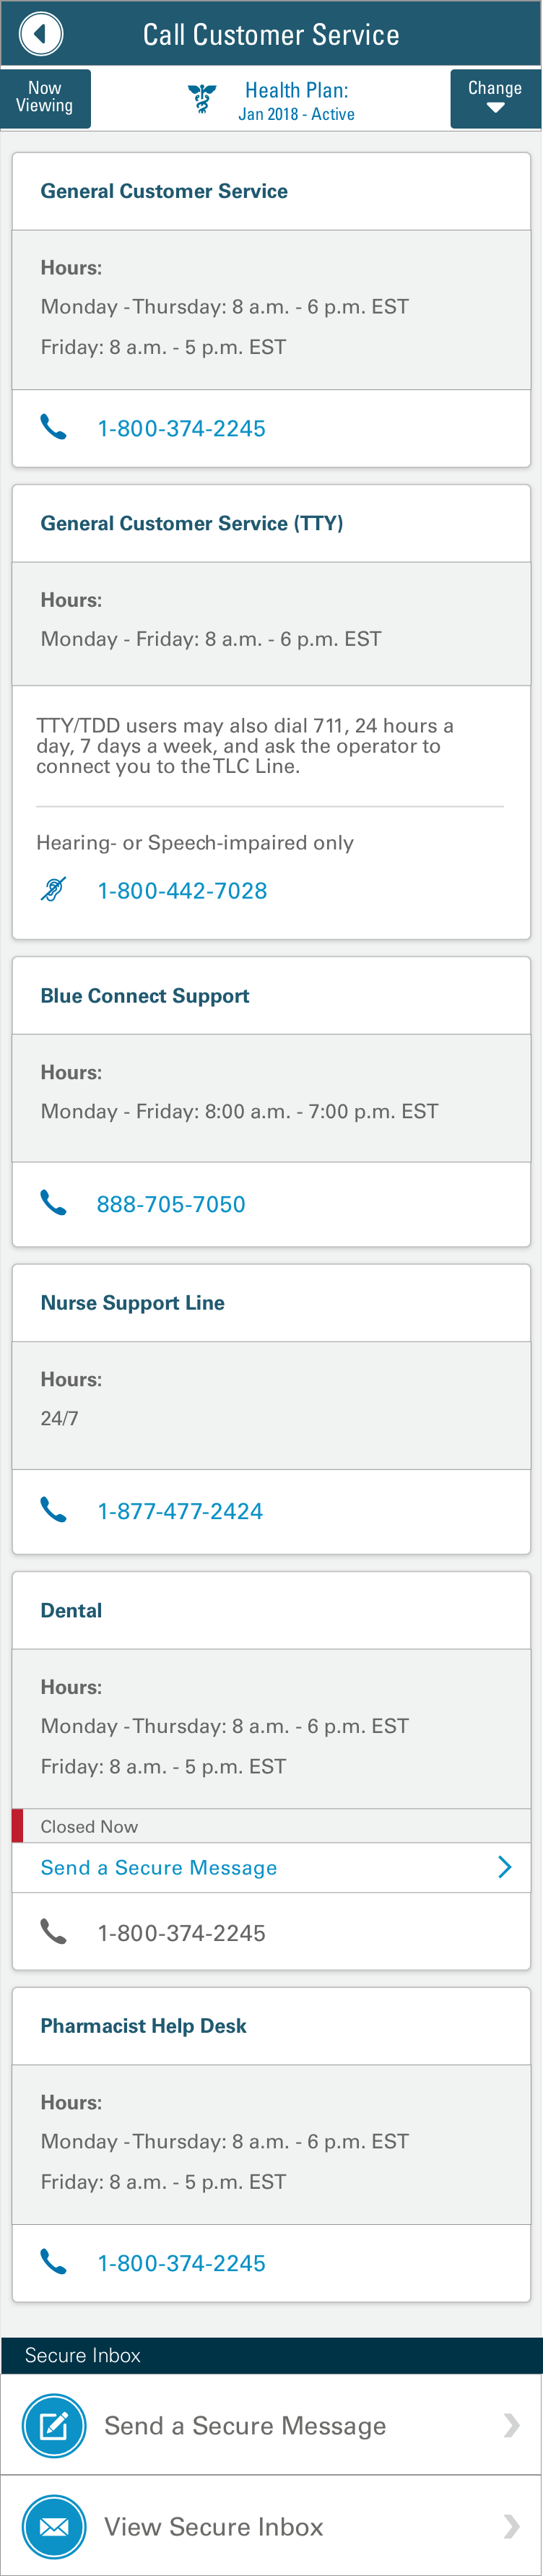 Call Customer Service
Now
Viewing
Health Plan:
Jan 2018 - Active
Change
General Customer Service
Hours:
Monday - Thursday: 8 a.m. - 6 p.m. EST
Friday: 8 a.m. - 5 p.m. EST
1-800-374-2245
General Customer Service (TTY)
Hours:
Monday - Friday: 8 a.m. - 6 p.m. EST
TTY/TDD users may also dial 711, 24 hours a
day, 7 days a week, and ask the operator to
connect you to the TLC Line.
Hearing- or Speech-impaired only
1-800-442-7028
Blue Connect Support
Hours:
Monday - Friday: 8:00 a.m. - 7:00 p.m. EST
888-705-7050
Nurse Support Line
Hours:
24/7
1-877-477-2424
Dental
Hours:
Monday - Thursday: 8 a.m. - 6 p.m. EST
Friday: 8 a.m. - 5 p.m. EST
Closed Now
Send a Secure Message
1-800-374-2245
Pharmacist Help Desk
Hours:
Monday - Thursday: 8 a.m. - 6 p.m. EST
Friday: 8 a.m. - 5 p.m. EST
1-800-374-2245
Secure Inbox
Send a Secure Message
View Secure Inbox